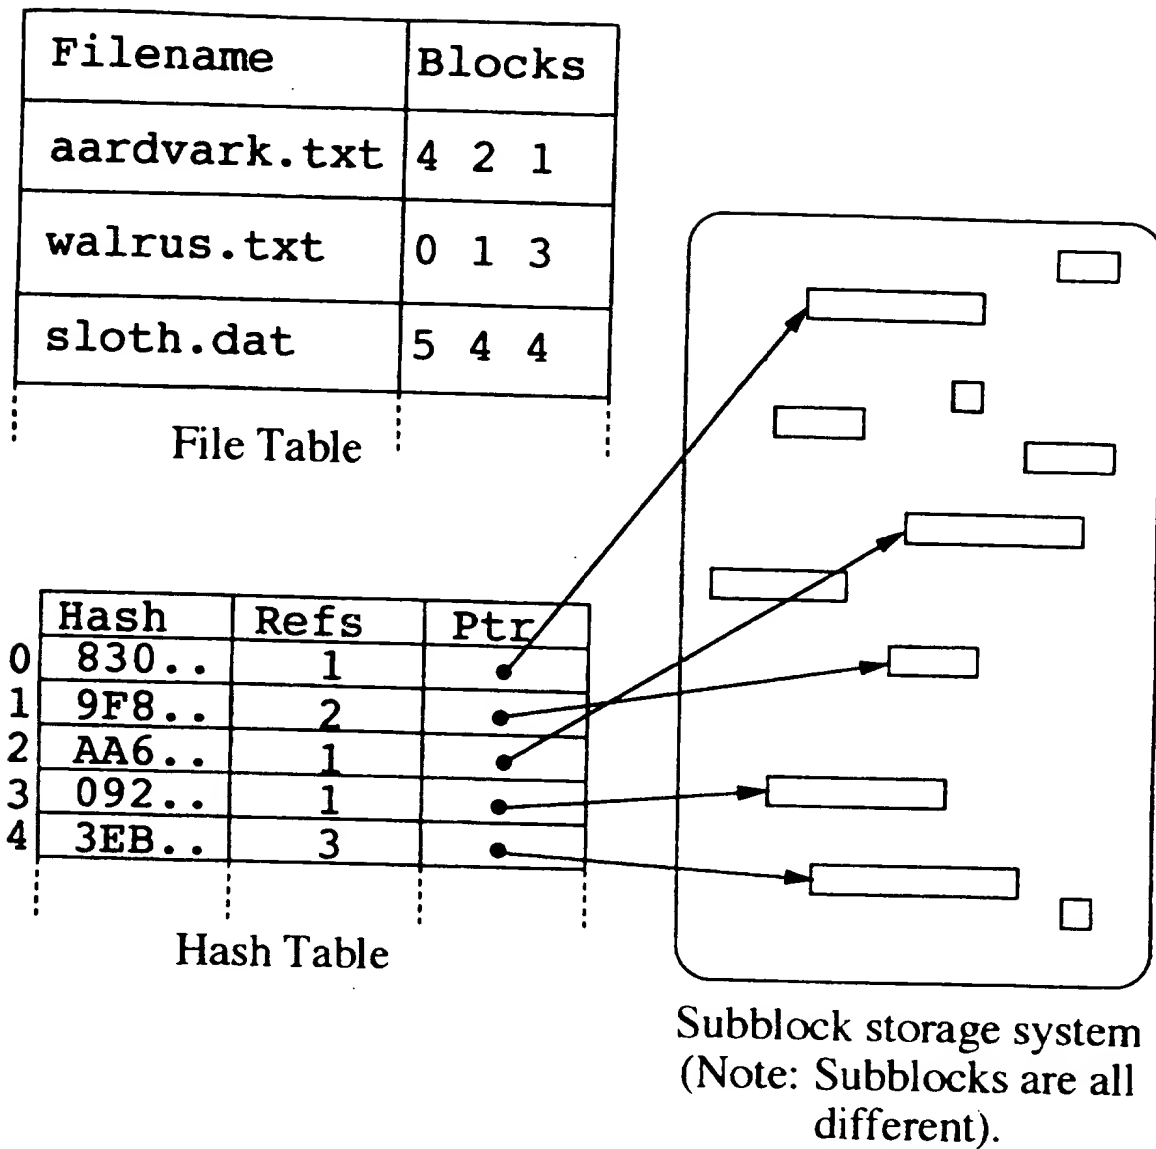 Filename Blocks
aardvark.txt 4 2 1
walrus.txt 0 1 3
sloth.dat 5 4 4
File Table
Hash Refs Ptr
0 830.. 1
1 9F8.. 2
2 AA6.. 1
3 092.. 1
4 3EB.. 3
Hash Table
Subblock storage system
(Note: Subblocks are all
different).